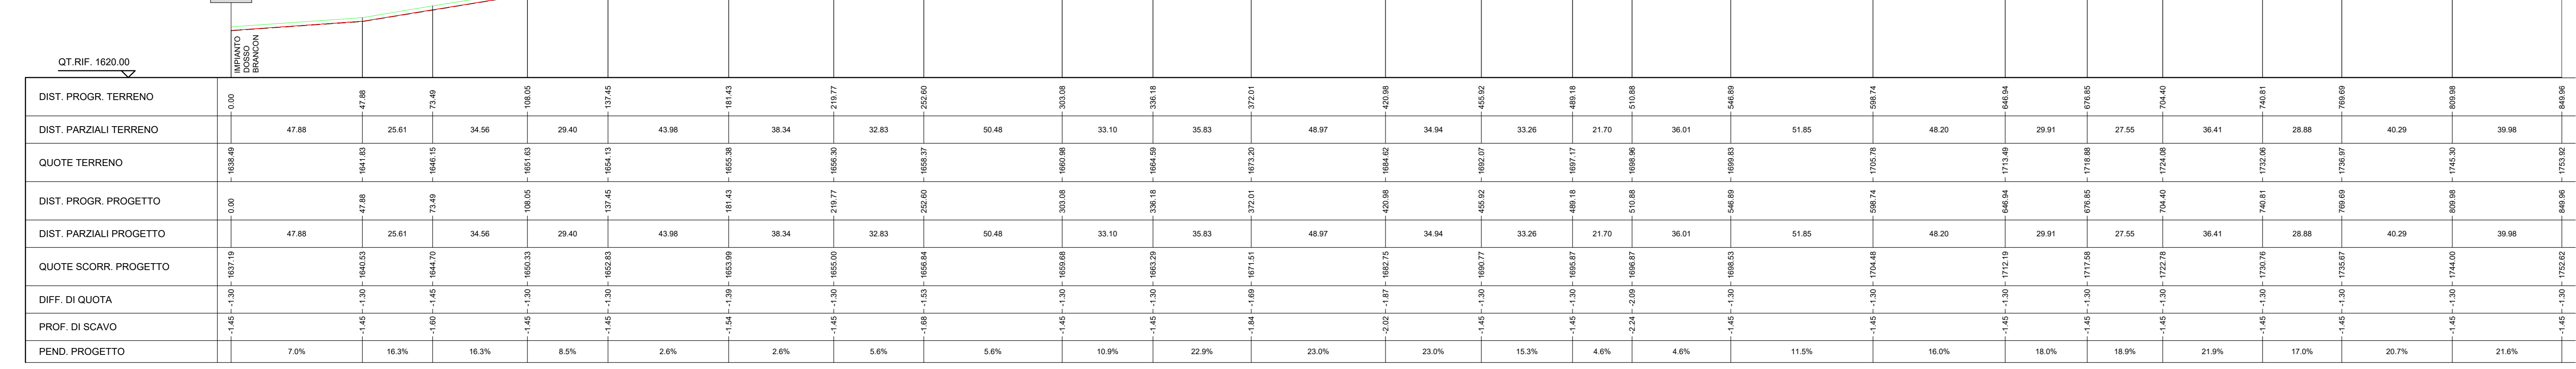 IMPIANTO
DOSSO
BRANCON
QT.RIF. 1620.00
DIST. PROGR. TERRENO 0.00 47.88 73.49 108.05 137.45 181.43 219.77 252.60 303.08 336.18 372.01 420.98 455.92 489.18 510.88 546.89 598.74 646.94 676.85 704.40 740.81 769.69 809.98 849.96
DIST. PARZIALI TERRENO 47.88 25.61 34.56 29.40 43.98 38.34 32.83 50.48 33.10 35.83 48.97 34.94 33.26 21.70 36.01 51.85 48.20 29.91 27.55 36.41 28.88 40.29 39.98
QUOTE TERRENO 1638.49 1641.83 1646.15 1651.63 1654.13 1655.38 1656.30 1658.37 1660.98 1664.59 1673.20 1684.62 1692.07 1697.17 1698.96 1699.83 1705.78 1713.49 1718.88 1724.08 1732.06 1736.97 1745.30 1753.92
DIST. PROGR. PROGETTO 0.00 47.88 73.49 108.05 137.45 181.43 219.77 252.60 303.08 336.18 372.01 420.98 455.92 489.18 510.88 546.89 598.74 646.94 676.85 704.40 740.81 769.69 809.98 849.96
DIST. PARZIALI PROGETTO 47.88 25.61 34.56 29.40 43.98 38.34 32.83 50.48 33.10 35.83 48.97 34.94 33.26 21.70 36.01 51.85 48.20 29.91 27.55 36.41 28.88 40.29 39.98
QUOTE SCORR. PROGETTO 1637.19 1640.53 1644.70 1650.33 1652.83 1653.99 1655.00 1656.84 1659.68 1663.29 1671.51 1682.75 1690.77 1695.87 1696.87 1698.53 1704.48 1712.19 1717.58 1722.78 1730.76 1735.67 1744.00 1752.62
DIFF. DI QUOTA -1.30 -1.30 -1.45 -1.30 -1.30 -1.39 -1.30 -1.53 -1.30 -1.30 -1.69 -1.87 -1.30 -1.30 -2.09 -1.30 -1.30 -1.30 -1.30 -1.30 -1.30 -1.30 -1.30 -1.30
PROF. DI SCAVO -1.45 -1.45 -1.60 -1.45 -1.45 -1.54 -1.45 -1.68 -1.45 -1.45 -1.84 -2.02 -1.45 -1.45 -2.24 -1.45 -1.45 -1.45 -1.45 -1.45 -1.45 -1.45 -1.45 -1.45
PEND. PROGETTO 7.0% 16.3% 16.3% 8.5% 2.6% 2.6% 5.6% 5.6% 10.9% 22.9% 23.0% 23.0% 15.3% 4.6% 4.6% 11.5% 16.0% 18.0% 18.9% 21.9% 17.0% 20.7% 21.6%